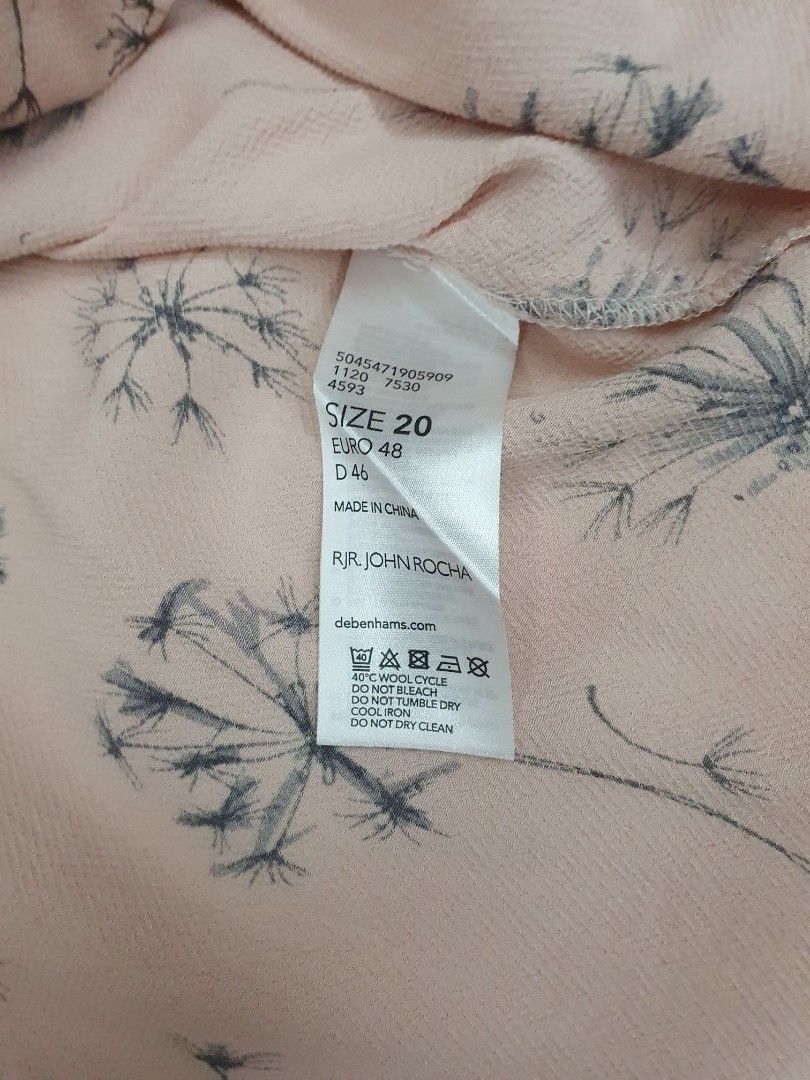 5045471905909
1120 7530
4593
SIZE 20
EURO 48
D 46
MADE IN CHINA
RJR. JOHN ROCHA
debenhams.com
40
40°C WOOL CYCLE
DO NOT BLEACH
DO NOT TUMBLE DRY
COOL IRON
DO NOT DRY CLEAN